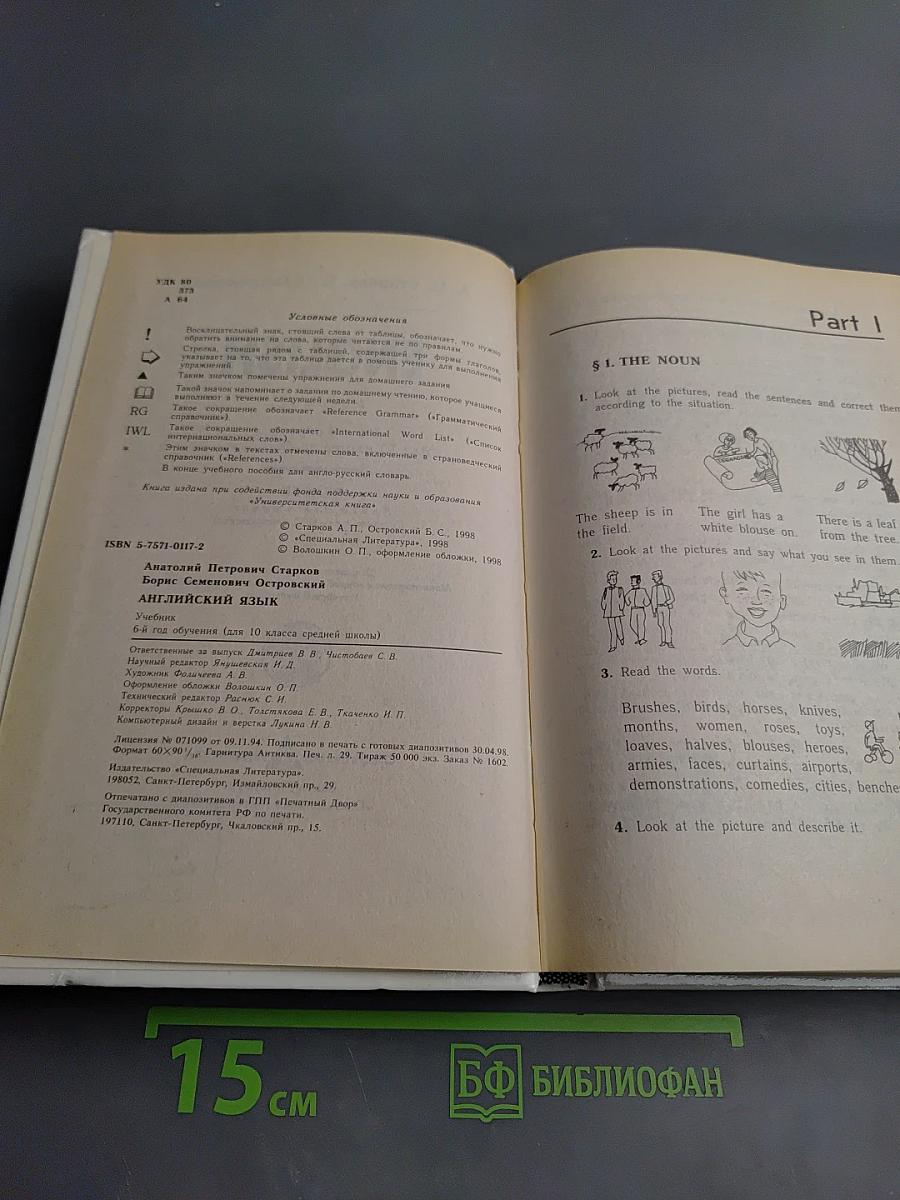 УДК 80
373
А 64
Условные обозначения
! Восклицательный знак, стоящий слева от таблицы, обозначает, что нужно
обратить внимание на слова, которые читаются не по правилам.
Стрелка, стоящая рядом с таблицей, содержащей три формы глаголов,
указывает на то, что эта таблица дается в помощь ученику для выполнения
упражнений.
▲ Таким значком помечены упражнения для домашнего задания
Такой значок напоминает о задании по домашнему чтению, которое учащиеся
выполняют в течение следующей недели.
RG Такое сокращение обозначает «Reference Grammar» («Грамматический
справочник»).
IWL Такое сокращение обозначает «International Word List» («Список
интернациональных слов»)
* Этим значком в текстах отмечены слова, включенные в страноведческий
справочник («References»)
В конце учебного пособия дан англо-русский словарь.
Книга издана при содействии фонда поддержки науки и образования
«Университетская книга»
© Старков А. П., Островский Б. С., 1998
© «Специальная Литература», 1998
ISBN 5-7571-0117-2
© Волошкин О. П., оформление обложки, 1998
Анатолий Петрович Старков
Борис Семенович Островский
АНГЛИЙСКИЙ ЯЗЫК
Учебник
6-й год обучения (для 10 класса средней школы)
Ответственные за выпуск Дмитриев В. В., Чистобаев С. В.
Научный редактор Янушевская И. Д.
Художник Фоличеева А. В.
Оформление обложки Волошкин О. П.
Технический редактор Раснюк С. И.
Корректоры Крышко В. О., Толстякова Е. В., Ткаченко И. П.
Компьютерный дизайн и верстка Лукина Н. В.
Лицензия № 071099 от 09.11.94. Подписано в печать с готовых диапозитивов 30.04.98.
Формат 60×90 1/16. Гарнитура Антиква. Печ. л. 29. Тираж 50 000 экз. Заказ № 1602
Издательство «Специальная Литература».
198052, Санкт-Петербург, Измайловский пр., 29.
Отпечатано с диапозитивов в ГПП «Печатный Двор»
Государственного комитета РФ по печати.
197110, Санкт-Петербург, Чкаловский пр., 15.
Part I
§ 1. THE NOUN
1. Look at the pictures, read the sentences and correct them
according to the situation.
The sheep is in
the field.
The girl has a
white blouse on.
There is a leaf
from the tree.
2. Look at the pictures and say what you see in them.
3. Read the words.
Brushes, birds, horses, knives,
months, women, roses, toys,
loaves, halves, blouses, heroes,
armies, faces, curtains, airports,
demonstrations, comedies, cities, benche
4. Look at the picture and describe it.
15 см
БФ БИБЛИОФАН